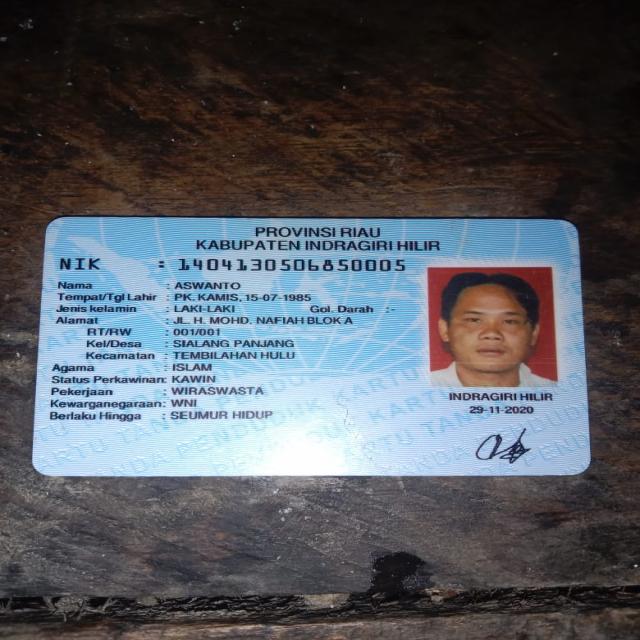 PROVINSI RIAU
KABUPATEN INDRAGIRI HILIR
NIK : 1404130506850005
Nama : ASWANTO
Tempat/Tgl Lahir : PK. KAMIS, 15-07-1985
Jenis kelamin : LAKI-LAKI Gol. Darah : -
Alamat : JL. H. MOHD. NAFIAH BLOK A
RT/RW : 001/001
Kel/Desa : SIALANG PANJANG
Kecamatan : TEMBILAHAN HULU
Agama : ISLAM
Status Perkawinan: KAWIN
Pekerjaan : WIRASWASTA
Kewarganegaraan: WNI
Berlaku Hingga : SEUMUR HIDUP
INDRAGIRI HILIR
29-11-2020